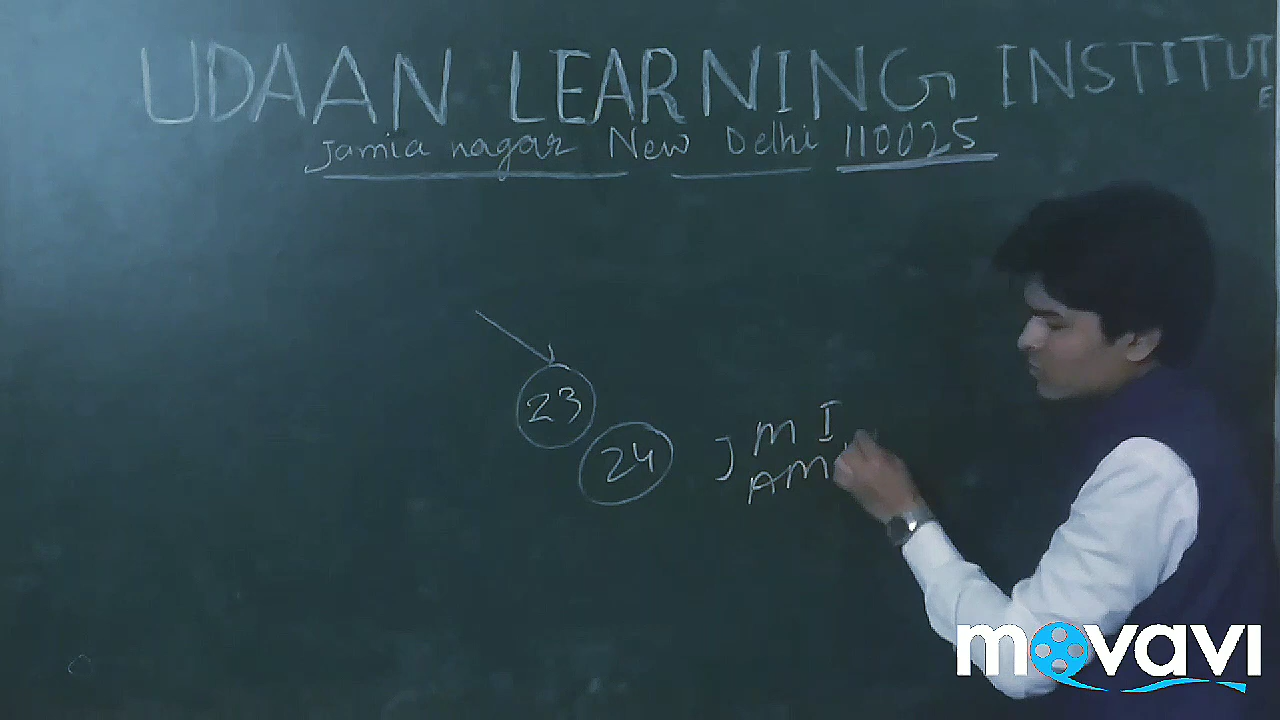 UDAAN LEARNING INSTITUTE
Jamia nagar New Delhi 110025
23
24
JMI
AM
movavi